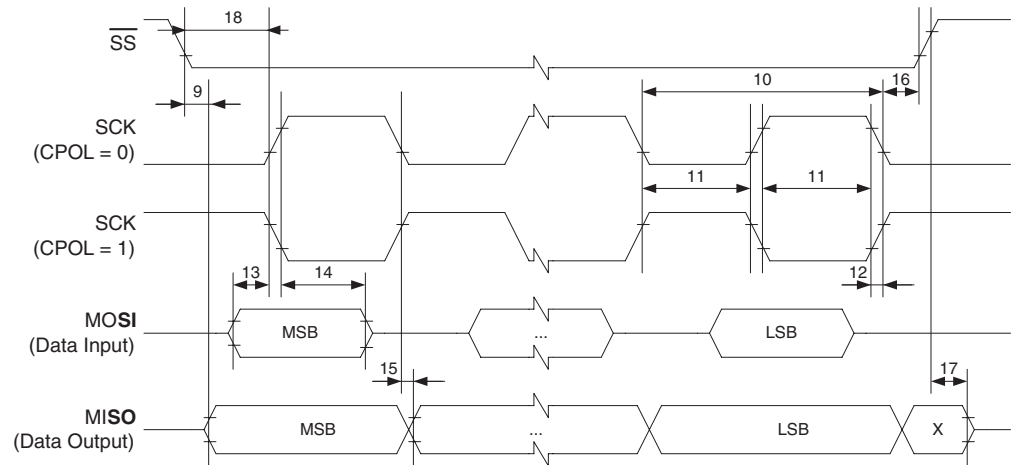 18
SS
10
16
9
SCK
(CPOL = 0)
11
11
SCK
(CPOL = 1)
13
14
12
MOSI
(Data Input)
MSB
...
LSB
15
17
MISO
(Data Output)
MSB
...
LSB
X